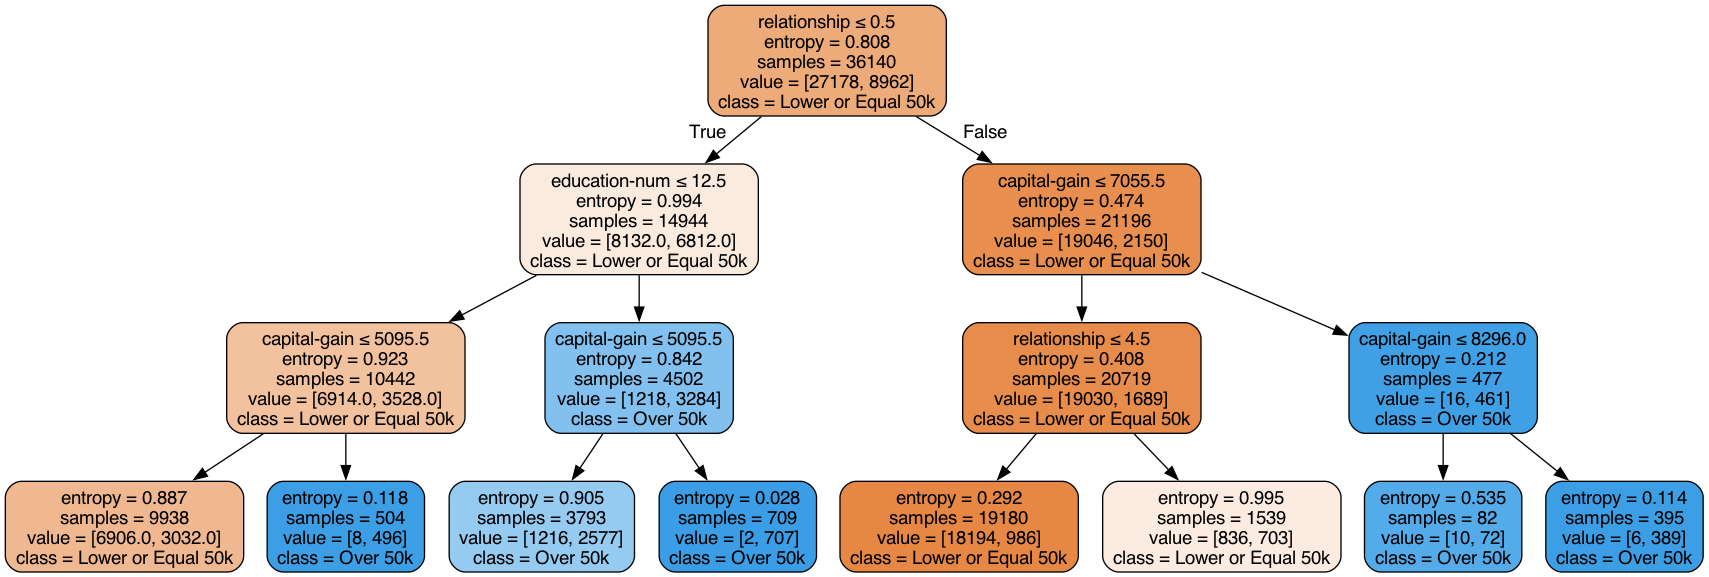 relationship ≤ 0.5
entropy = 0.808
samples = 36140
value = [27178, 8962]
class = Lower or Equal 50k
True
False
education-num ≤ 12.5
entropy = 0.994
samples = 14944
value = [8132.0, 6812.0]
class = Lower or Equal 50k
capital-gain ≤ 7055.5
entropy = 0.474
samples = 21196
value = [19046, 2150]
class = Lower or Equal 50k
capital-gain ≤ 5095.5
entropy = 0.923
samples = 10442
value = [6914.0, 3528.0]
class = Lower or Equal 50k
capital-gain ≤ 5095.5
entropy = 0.842
samples = 4502
value = [1218, 3284]
class = Over 50k
relationship ≤ 4.5
entropy = 0.408
samples = 20719
value = [19030, 1689]
class = Lower or Equal 50k
capital-gain ≤ 8296.0
entropy = 0.212
samples = 477
value = [16, 461]
class = Over 50k
entropy = 0.887
samples = 9938
value = [6906.0, 3032.0]
class = Lower or Equal 50k
entropy = 0.118
samples = 504
value = [8, 496]
class = Over 50k
entropy = 0.905
samples = 3793
value = [1216, 2577]
class = Over 50k
entropy = 0.028
samples = 709
value = [2, 707]
class = Over 50k
entropy = 0.292
samples = 19180
value = [18194, 986]
class = Lower or Equal 50k
entropy = 0.995
samples = 1539
value = [836, 703]
class = Lower or Equal 50k
entropy = 0.535
samples = 82
value = [10, 72]
class = Over 50k
entropy = 0.114
samples = 395
value = [6, 389]
class = Over 50k